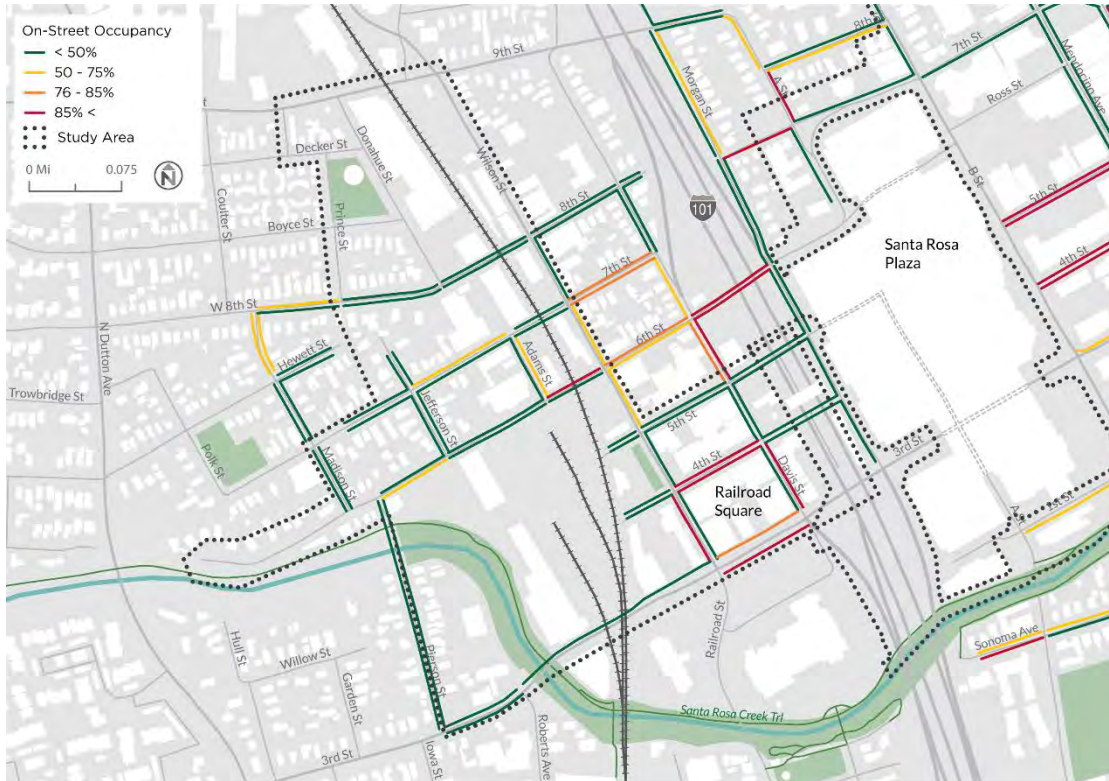 On-Street Occupancy
< 50%
50 - 75%
76 - 85%
85% <
Study Area
0 Mi
0.075
N
9th St
8th St
7th St
Mendocino Ave
A St
Morgan St
Ross St
Decker St
Donahue St
Wilson St
101
B St
5th St
Coulter St
Prince St
Boyce St
8th St
Santa Rosa
Plaza
4th St
7th St
W 8th St
N Dutton Ave
6th St
Hewett St
Adams St
Trowbridge St
Jefferson St
5th St
Polk St
Madison St
4th St
Davis St
3rd St
Railroad
Square
1st St
Hull St
Willow St
Pierson St
Railroad St
Sonoma Ave
Garden St
Santa Rosa Creek Trl
Roberts Ave
Iowa St
3rd St